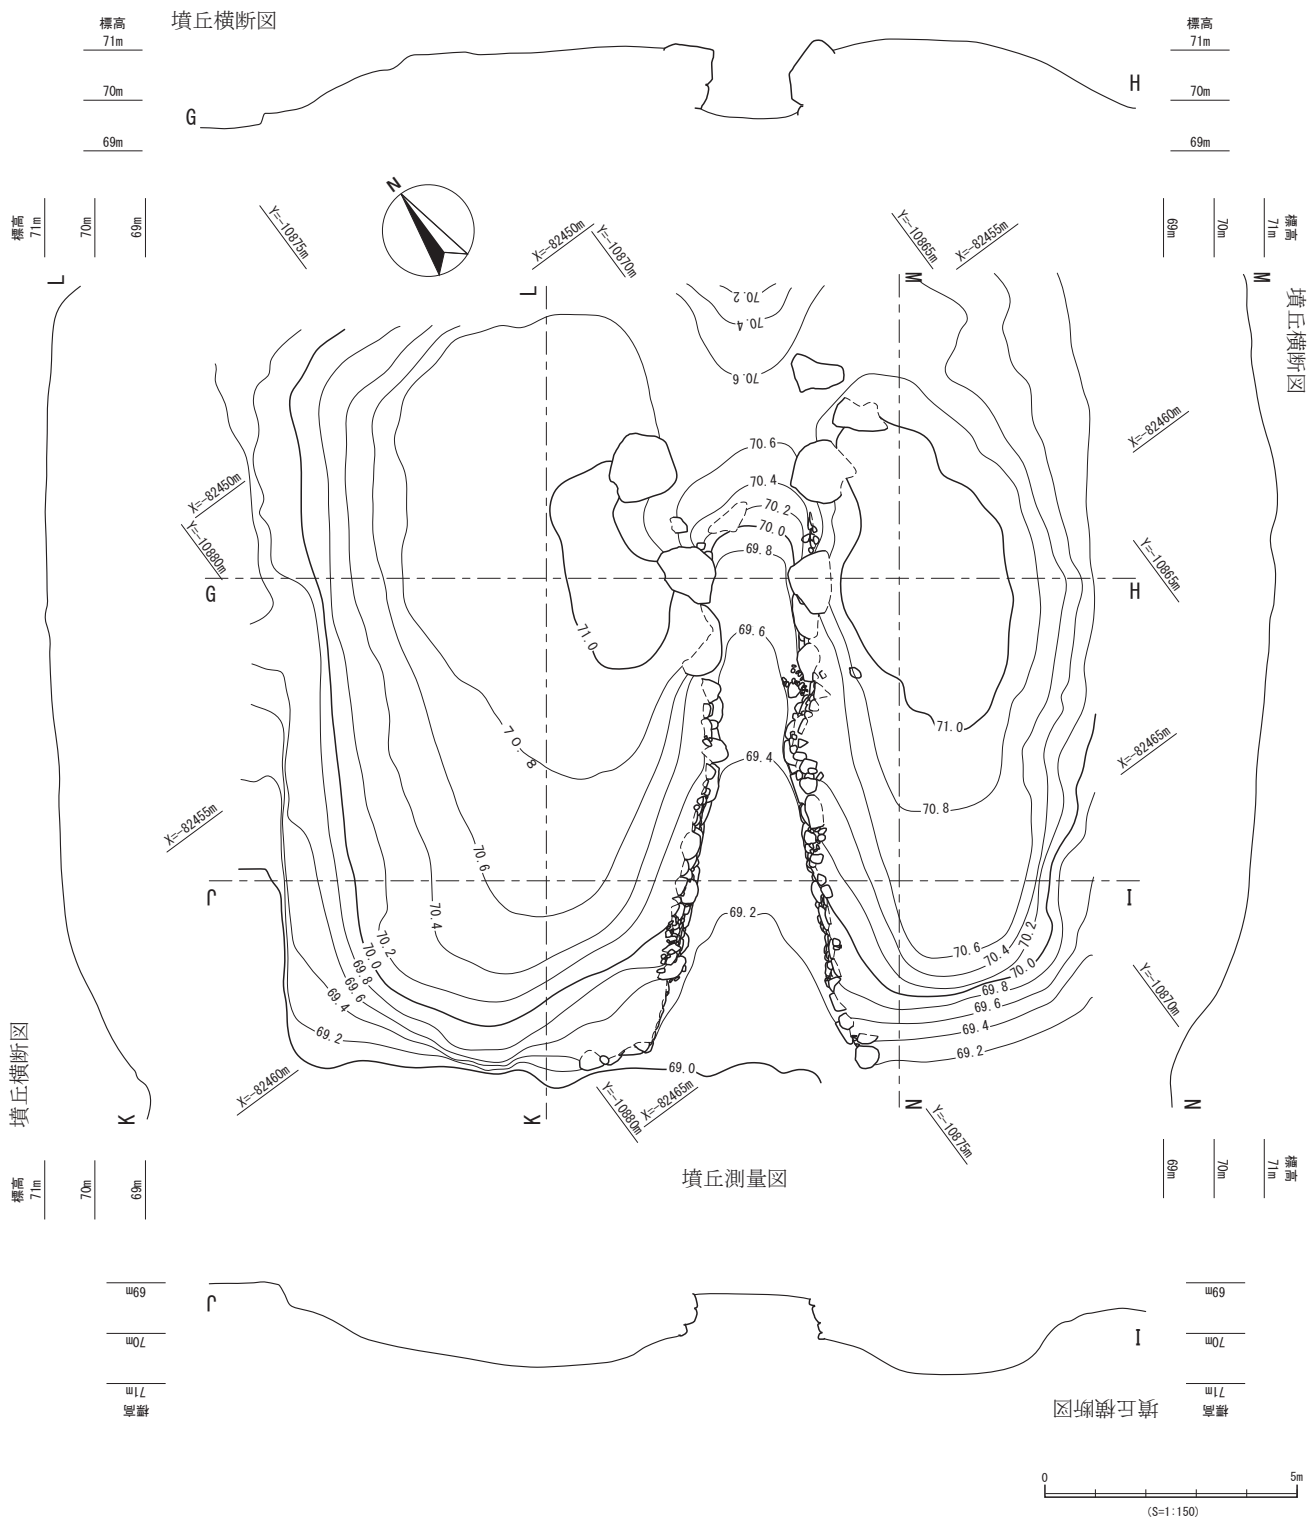 墳丘横断図
標高
71m
70m
69m
G
H
標高
71m
70m
69m
標高
71m
70m
69m
N
Y=-10875m
X=-82450m
Y=-10870m
Y=-10865m
X=-82455m
69m
70m
71m
標高
L
L
M
M
墳丘横断図
70.2
70.4
70.6
X=-82460m
70.6
70.4
70.2
70.0
69.8
X=-82450m
Y=-10880m
Y=-10865m
G
H
69.6
71.0
71.0
70.8
69.4
X=-82465m
70.8
X=-82455m
70.6
J
I
70.4
69.2
70.2
70.0
69.8
69.6
69.4
69.2
70.6
70.4
70.2
70.0
69.8
69.6
69.4
69.2
Y=-10870m
墳丘横断図
X=-82460m
69.0
Y=-10880m
X=-82465m
Y=-10875m
K
K
N
N
墳丘測量図
標高
71m
70m
69m
69m
70m
71m
標高
69m
70m
71m
標高
J
I
69m
70m
71m
標高
墳丘横断図
0
5m
(S=1:150)